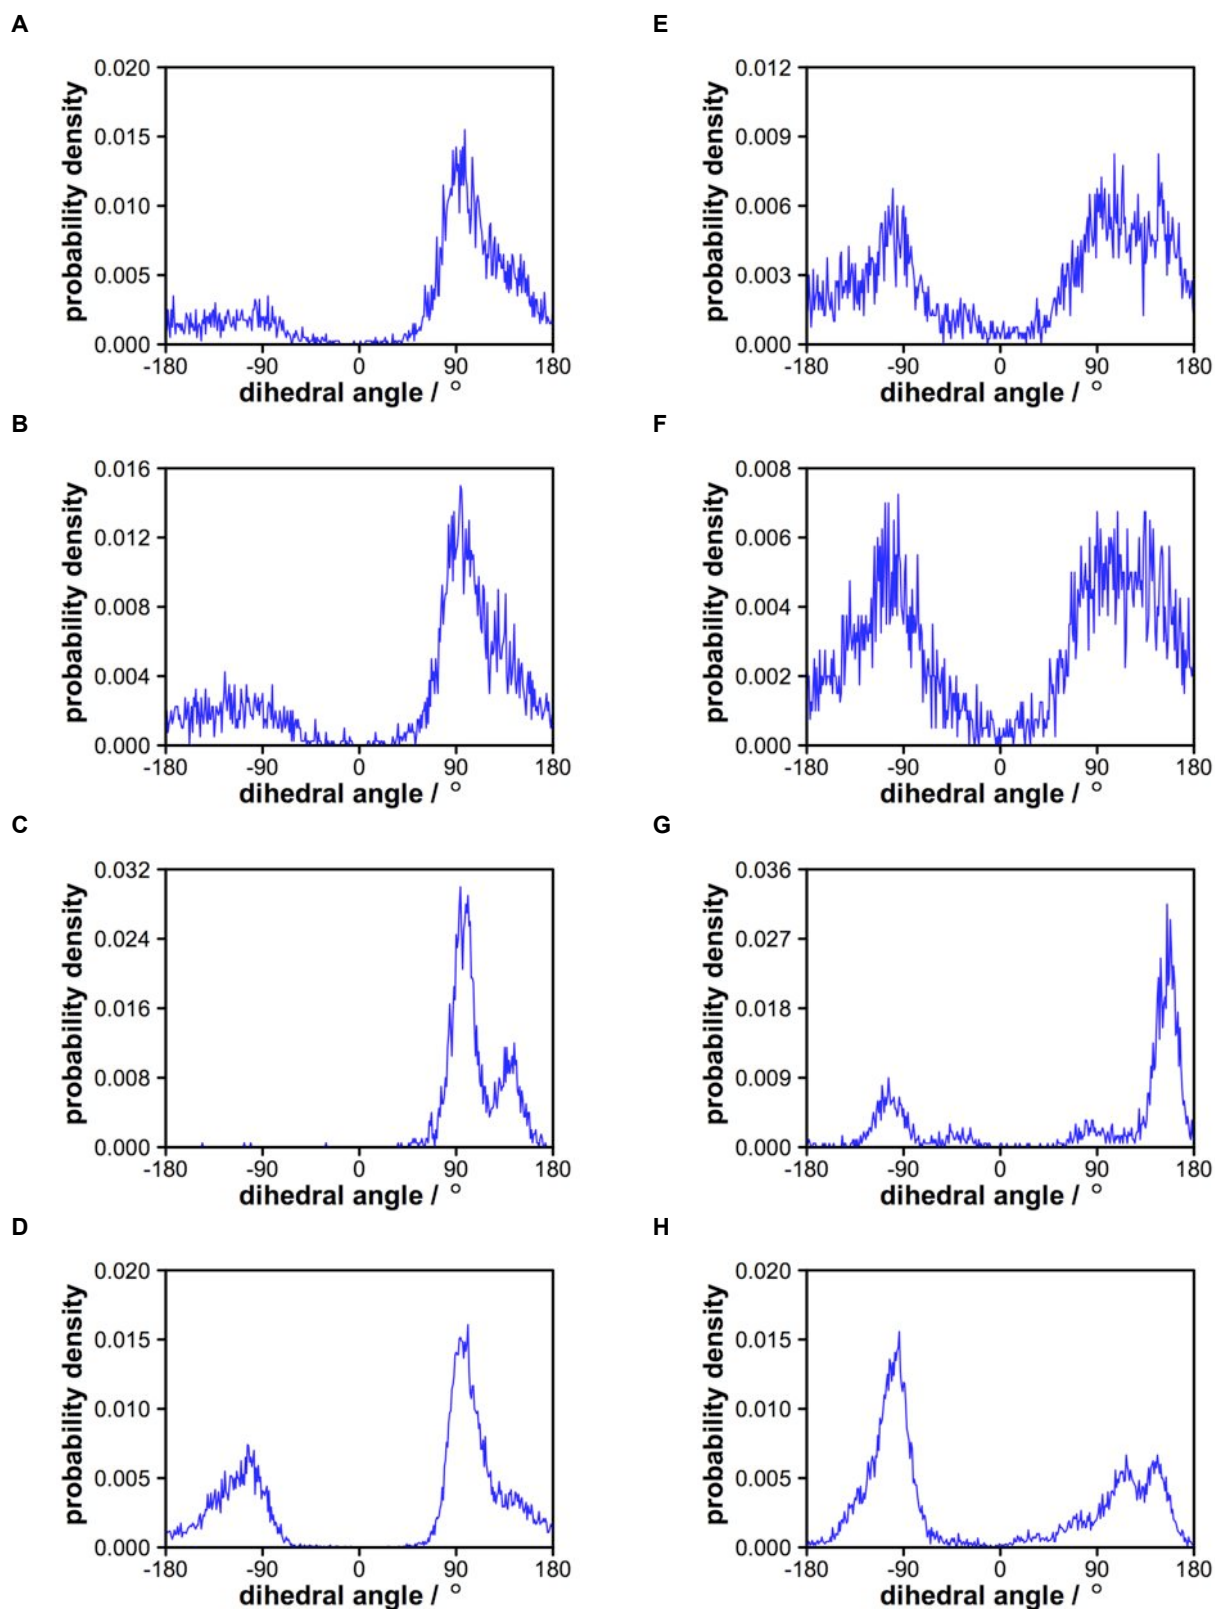 A
probability density
0.020
0.015
0.010
0.005
0.000
-180 -90 0 90 180
dihedral angle / °
E
probability density
0.012
0.009
0.006
0.003
0.000
-180 -90 0 90 180
dihedral angle / °
B
probability density
0.016
0.012
0.008
0.004
0.000
-180 -90 0 90 180
dihedral angle / °
F
probability density
0.008
0.006
0.004
0.002
0.000
-180 -90 0 90 180
dihedral angle / °
C
probability density
0.032
0.024
0.016
0.008
0.000
-180 -90 0 90 180
dihedral angle / °
G
probability density
0.036
0.027
0.018
0.009
0.000
-180 -90 0 90 180
dihedral angle / °
D
probability density
0.020
0.015
0.010
0.005
0.000
-180 -90 0 90 180
dihedral angle / °
H
probability density
0.020
0.015
0.010
0.005
0.000
-180 -90 0 90 180
dihedral angle / °